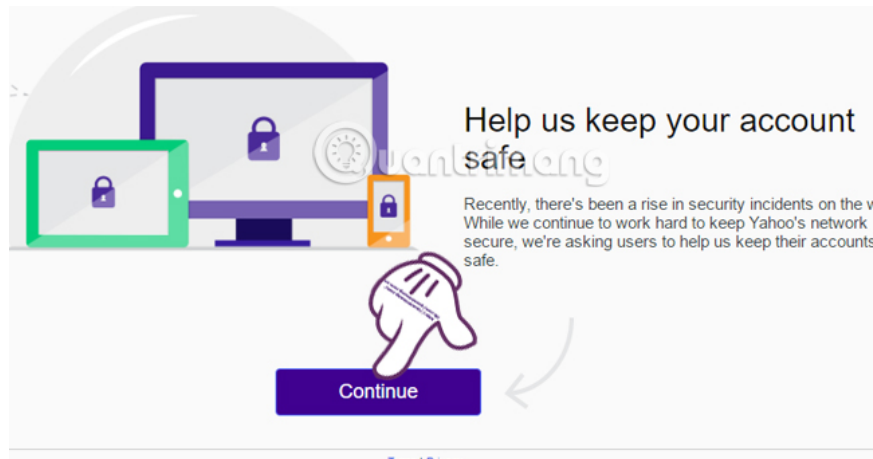 Help us keep your account
safe
Quantrimang
Recently, there's been a rise in security incidents on the w
While we continue to work hard to keep Yahoo's network
secure, we're asking users to help us keep their accounts
safe.
Continue